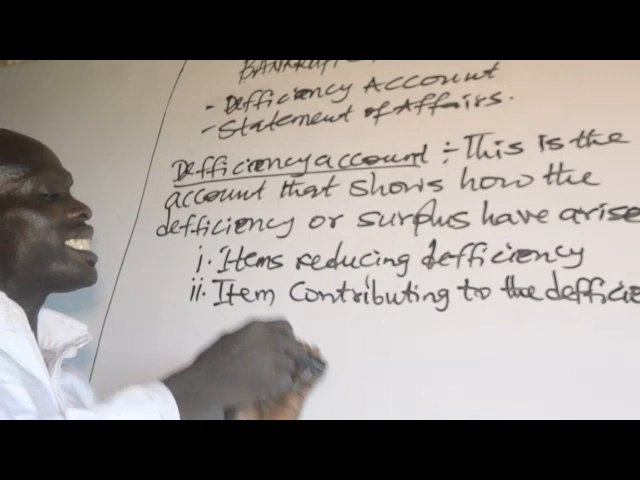 - Defficiency Account
- Statement of Affairs.
Defficiency account :- This is the
account that shows how the
defficiency or surplus have arise
i. Items reducing defficiency
ii. Item Contributing to the defficie